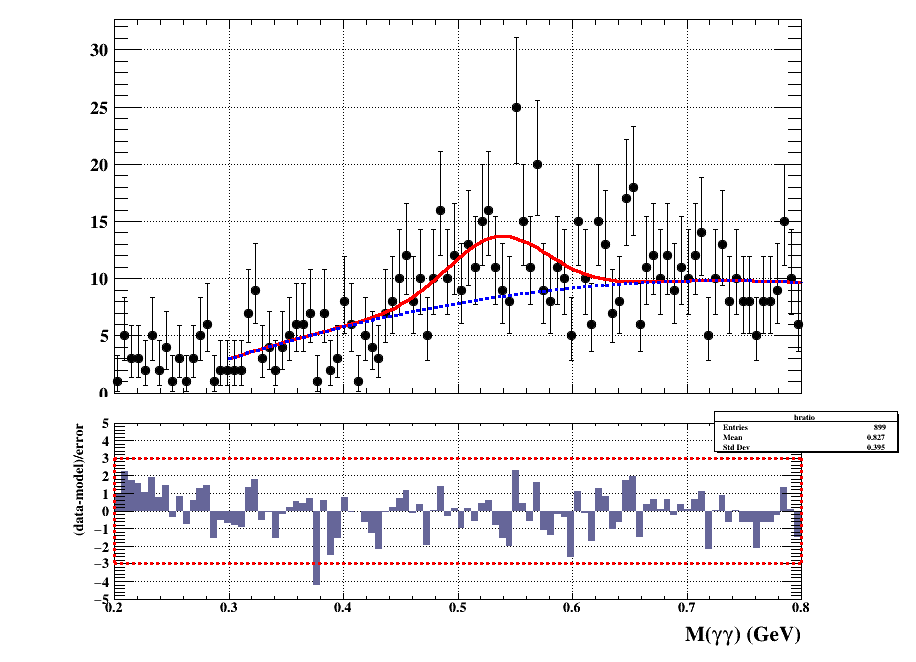 30
25
20
15
10
5
0
hratio
Entries 899
Mean 0.827
Std Dev 0.395
(data-model)/error
5
4
3
2
1
0
−1
−2
−3
−4
−5
0.2 0.3 0.4 0.5 0.6 0.7 0.8
M(γγ) (GeV)